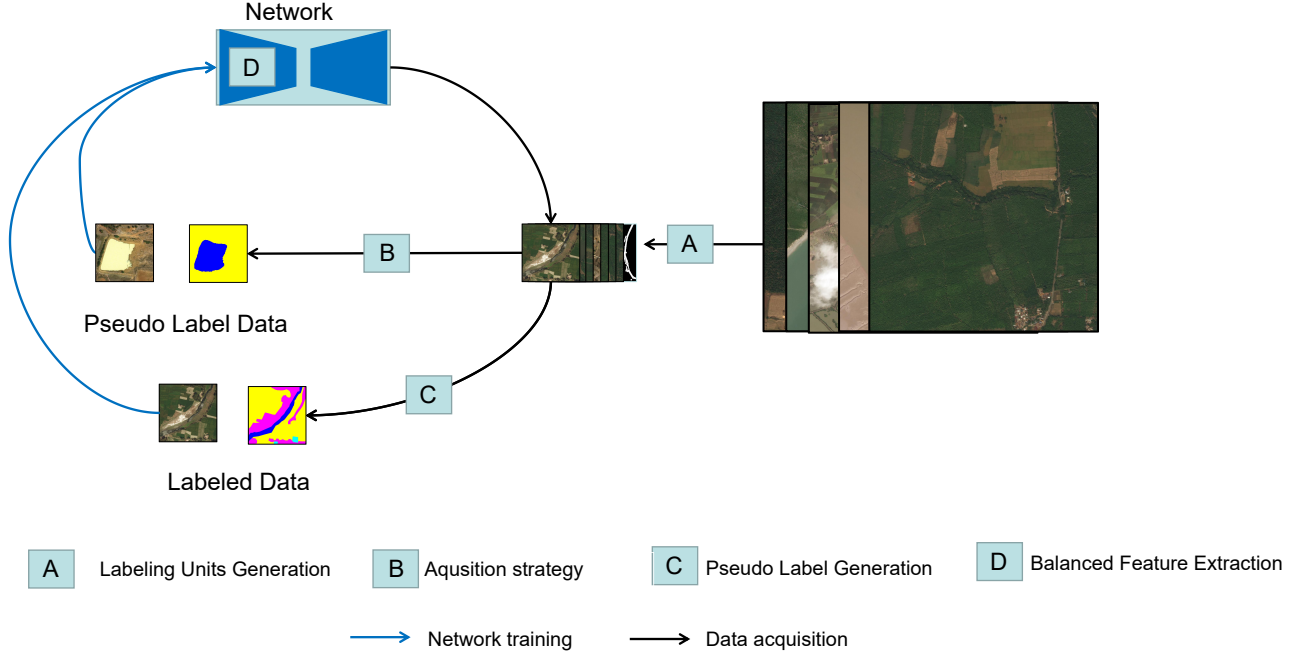 Network
D
A
B
Pseudo Label Data
C
Labeled Data
A Labeling Units Generation
B Aqusition strategy
C Pseudo Label Generation
D Balanced Feature Extraction
Network training
Data acquisition